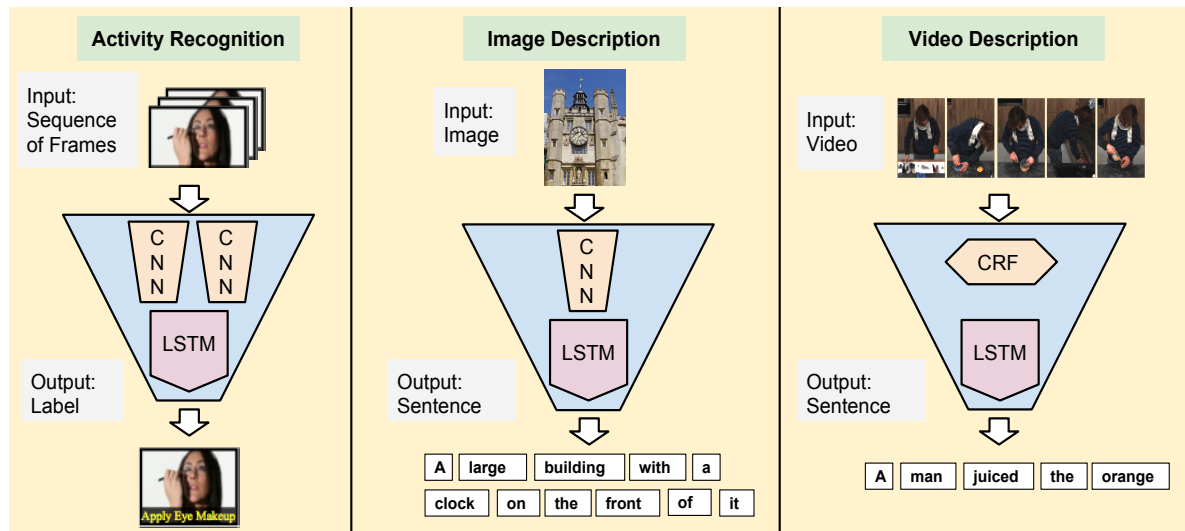 Activity Recognition
Input:
Sequence
of Frames
C
N
N
C
N
N
LSTM
Output:
Label
Apply Eye Makeup
Image Description
Input:
Image
C
N
N
LSTM
Output:
Sentence
A large building with a
clock on the front of it
Video Description
Input:
Video
CRF
LSTM
Output:
Sentence
A man juiced the orange